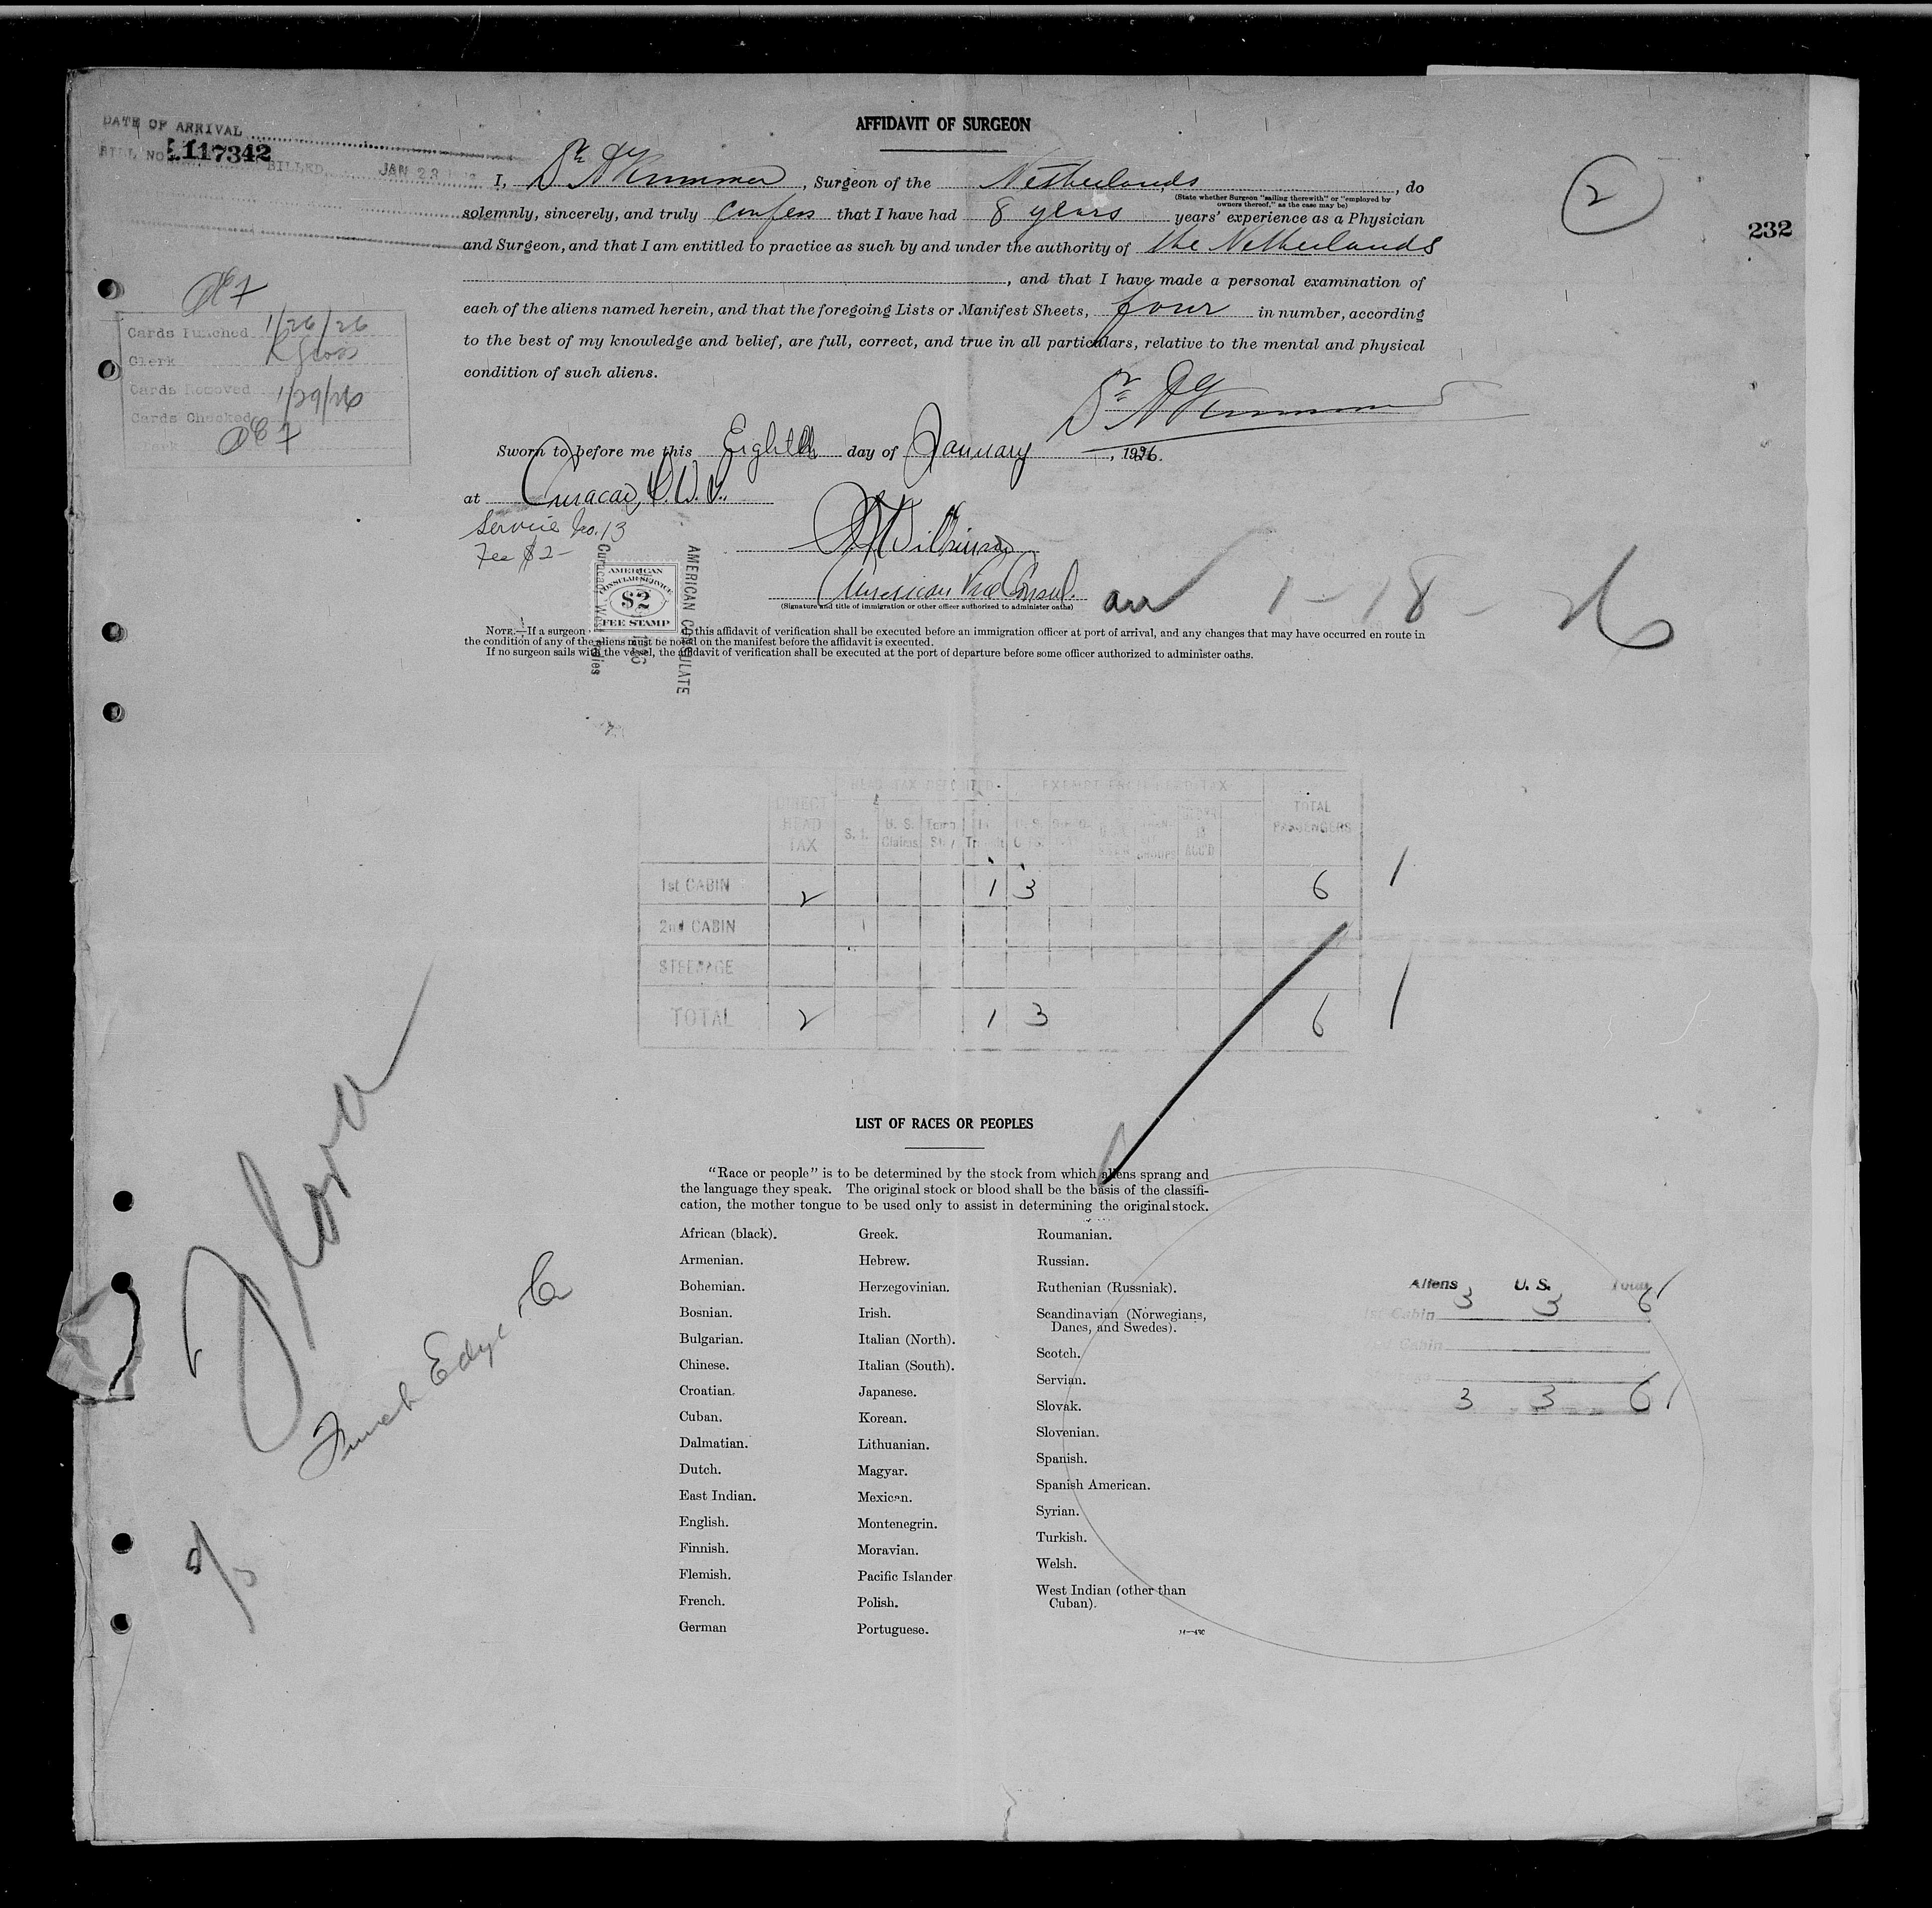 AFFIDAVIT OF SURGEON
DATE OF ARRIVAL
BILL NO. 117342 BILLED JAN 23
I, Dr , Surgeon of the Netherlands, do
(State whether Surgeon "sailing therewith" or "employed by
owners thereof," as the case may be)
solemnly, sincerely, and truly confess that I have had 8 years years' experience as a Physician
and Surgeon, and that I am entitled to practice as such by and under the authority of the Netherlands
, and that I have made a personal examination of
each of the aliens named herein, and that the foregoing Lists or Manifest Sheets, four in number, according
to the best of my knowledge and belief, are full, correct, and true in all particulars, relative to the mental and physical
condition of such aliens.
2
232
Cards Punched 1/26/26
Clerk
Cards Removed 1/29/26
Cards Checked
Clerk
Sworn to before me this Eighth day of January, 1926.
at Curacao, D.W.I.
Service No. 13
Fee $2-
AMERICAN
CONSULAR SERVICE
$2
FEE STAMP
AMERICAN CONSULATE
Curacao, West Indies
American Vice Consul.
(Signature and title of immigration or other officer authorized to administer oaths)
arr 1-18-26
NOTE.—If a surgeon this affidavit of verification shall be executed before an immigration officer at port of arrival, and any changes that may have occurred en route in
the condition of any of the aliens must be noted on the manifest before the affidavit is executed.
If no surgeon sails with the vessel, the affidavit of verification shall be executed at the port of departure before some officer authorized to administer oaths.
HEAD TAX DEPOSITED EXEMPT FROM HEAD TAX
DIRECT HEAD TAX S. I. U. S. Claims TOTAL PASSENGERS
1st CABIN 2 1 3 6 1
2nd CABIN
STEERAGE
TOTAL 2 1 3 6 1
Flora
LIST OF RACES OR PEOPLES
"Race or people" is to be determined by the stock from which aliens sprang and
the language they speak. The original stock or blood shall be the basis of the classifi-
cation, the mother tongue to be used only to assist in determining the original stock.
African (black). Greek. Roumanian.
Armenian. Hebrew. Russian.
Bohemian. Herzegovinian. Ruthenian (Russniak).
Bosnian. Irish. Scandinavian (Norwegians,
Danes, and Swedes).
Bulgarian. Italian (North).
Chinese. Italian (South). Scotch.
Croatian. Japanese. Servian.
Cuban. Korean. Slovak.
Dalmatian. Lithuanian. Slovenian.
Dutch. Magyar. Spanish.
East Indian. Mexican. Spanish American.
English. Montenegrin. Syrian.
Finnish. Moravian. Turkish.
Flemish. Pacific Islander Welsh.
French. Polish. West Indian (other than
Cuban).
German Portuguese.
Aliens U. S. Total
1st Cabin 3 3 6
Cabin
3 3 6